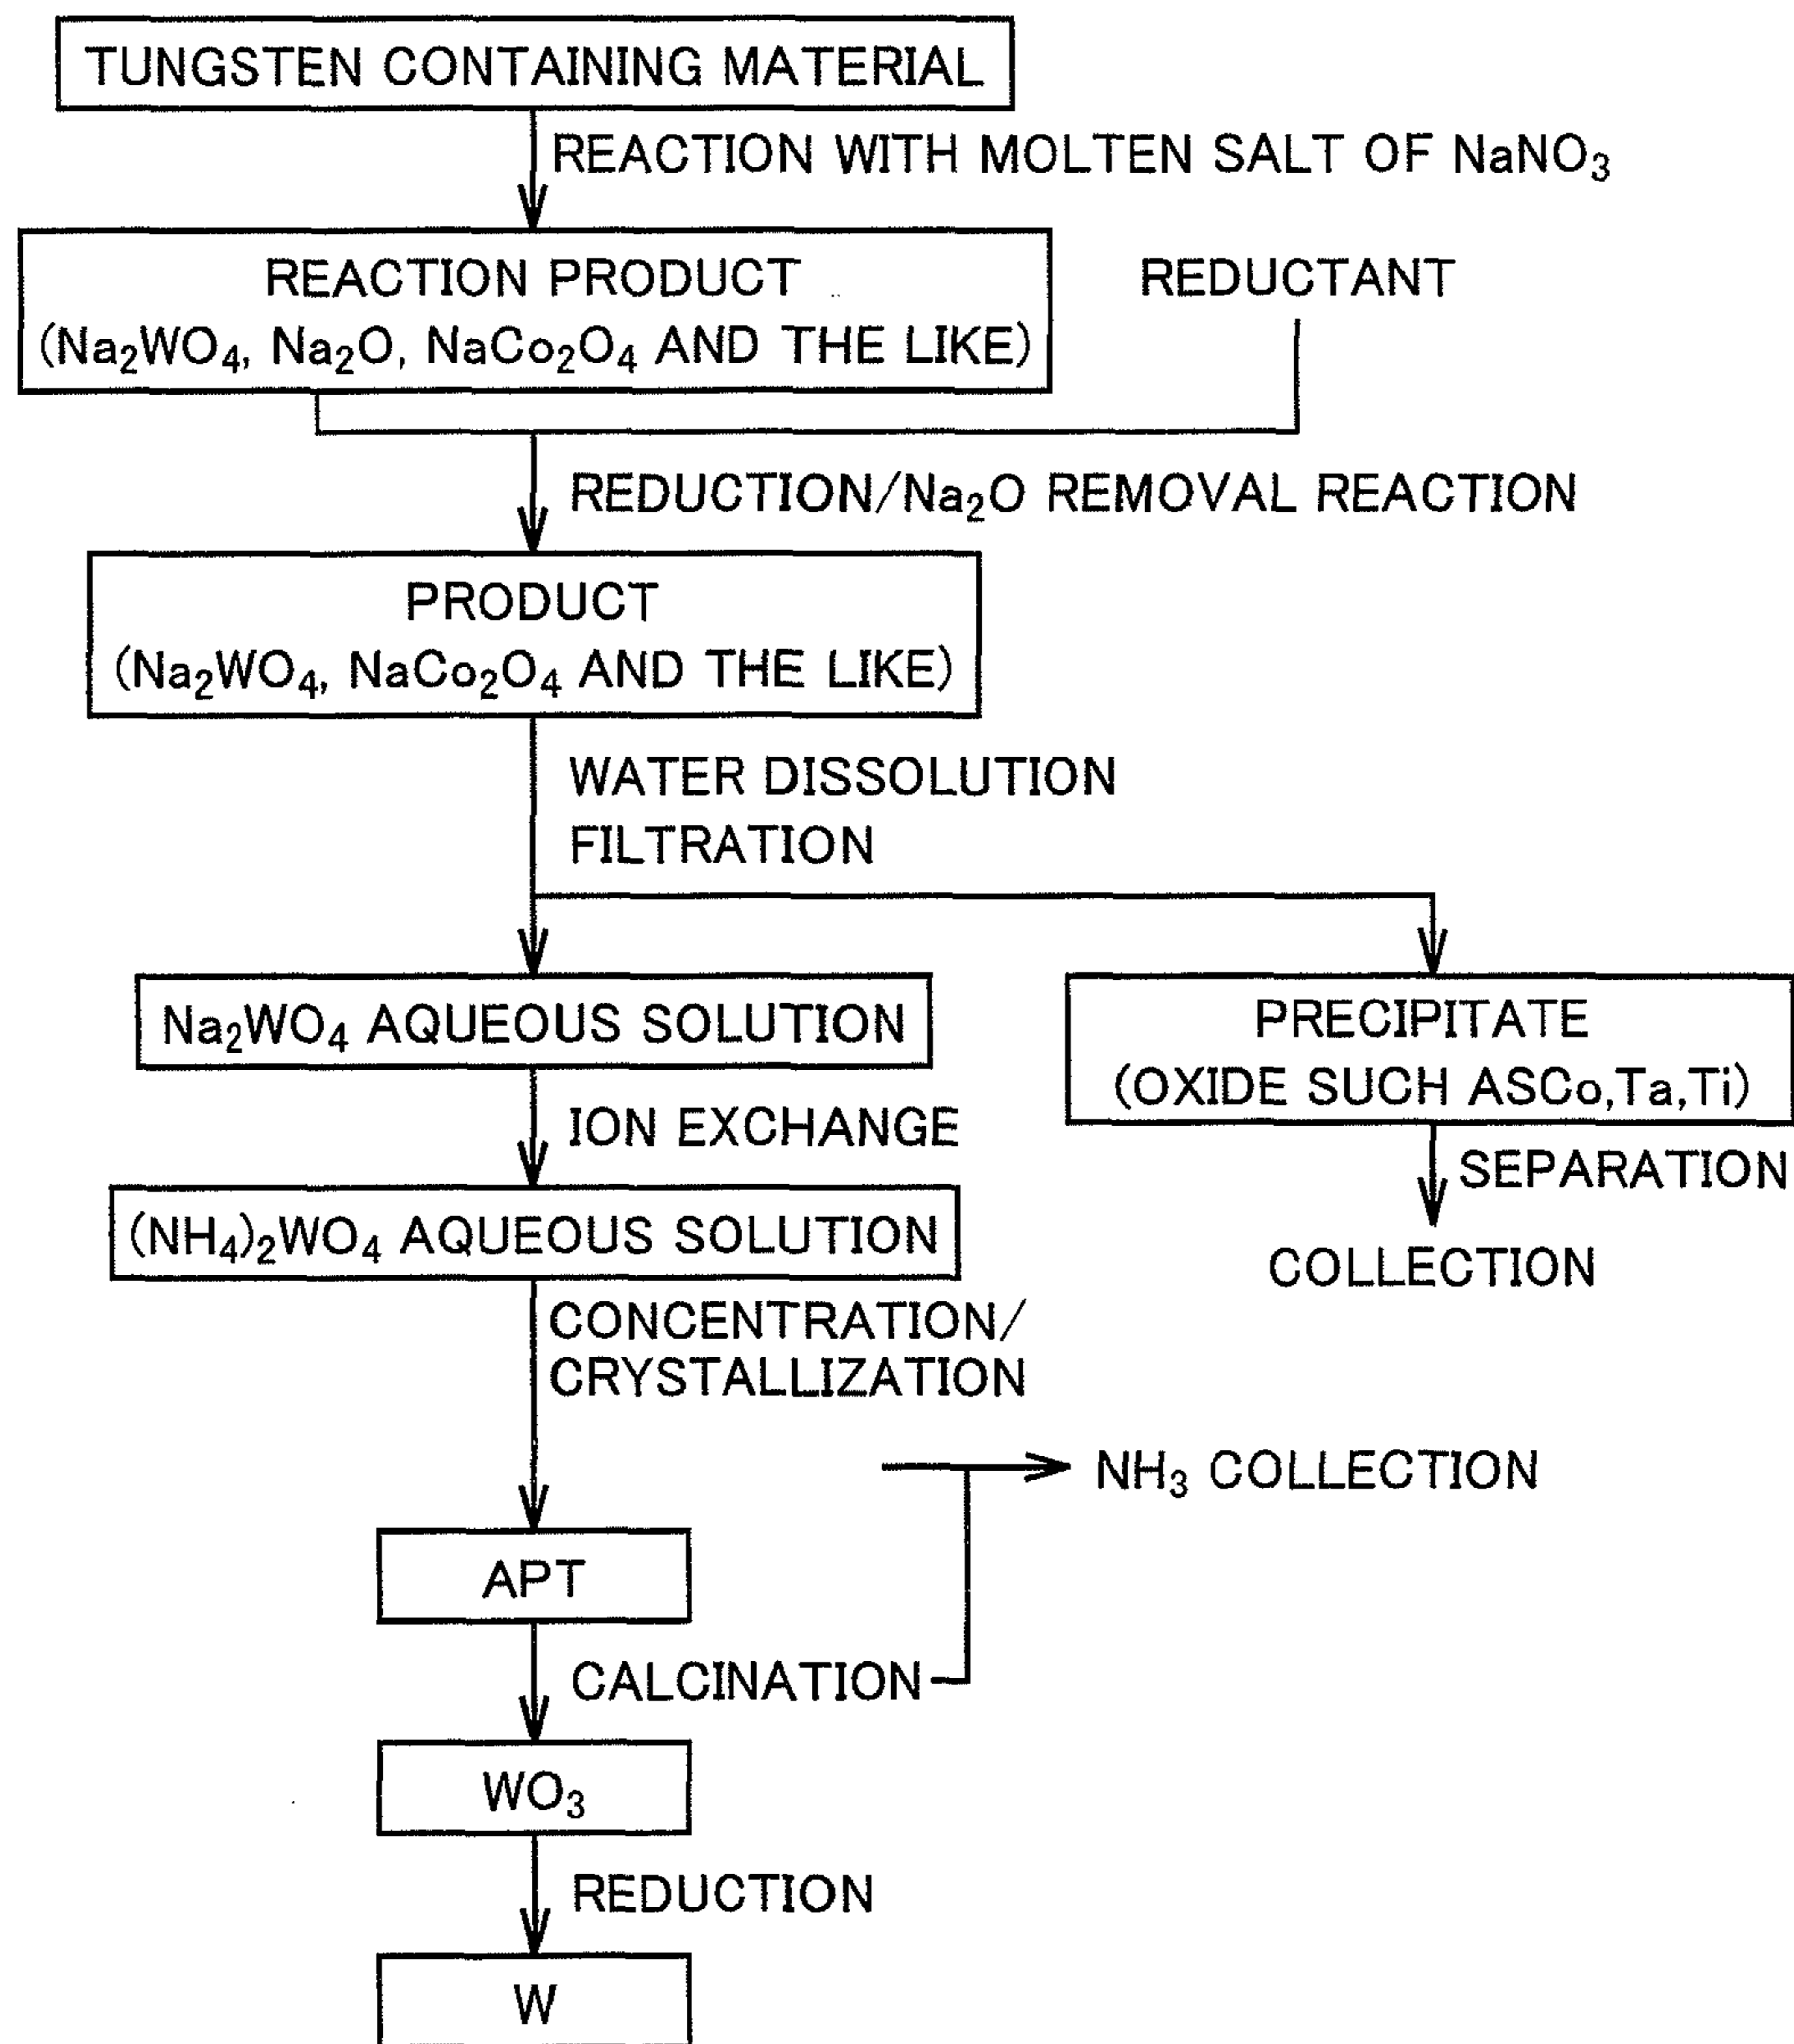 TUNGSTEN CONTAINING MATERIAL
REACTION WITH MOLTEN SALT OF NaNO₃
REACTION PRODUCT
(Na₂WO₄, Na₂O, NaCo₂O₄ AND THE LIKE)
REDUCTANT
REDUCTION/Na₂O REMOVAL REACTION
PRODUCT
(Na₂WO₄, NaCo₂O₄ AND THE LIKE)
WATER DISSOLUTION
FILTRATION
Na₂WO₄ AQUEOUS SOLUTION
PRECIPITATE
(OXIDE SUCH ASCo,Ta,Ti)
ION EXCHANGE
SEPARATION
(NH₄)₂WO₄ AQUEOUS SOLUTION
COLLECTION
CONCENTRATION/
CRYSTALLIZATION
NH₃ COLLECTION
APT
CALCINATION
WO₃
REDUCTION
W